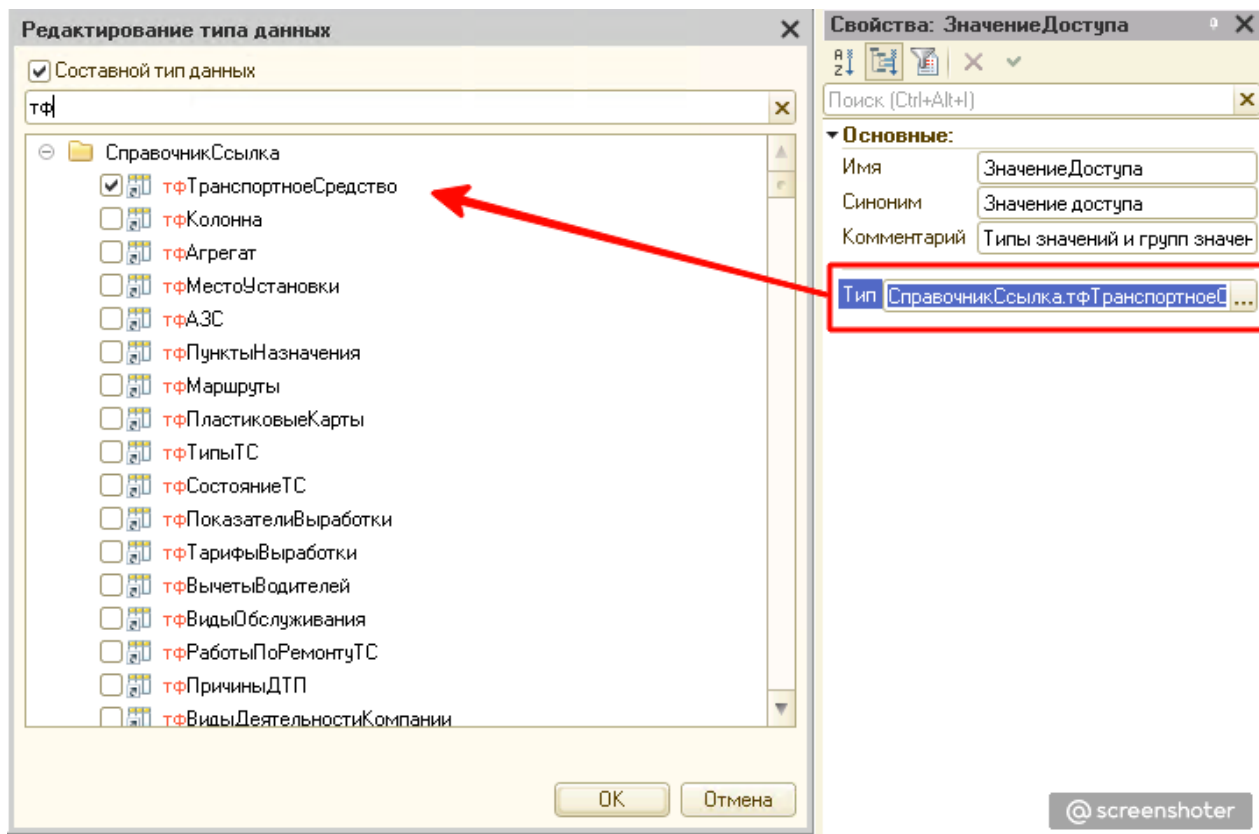 Редактирование типа данных
Составной тип данных
тф
СправочникСсылка
тфТранспортноеСредство
тфКолонна
тфАгрегат
тфМестоУстановки
тфАЗС
тфПунктыНазначения
тфМаршруты
тфПластиковыеКарты
тфТипыТС
тфСостояниеТС
тфПоказателиВыработки
тфТарифыВыработки
тфВычетыВодителей
тфВидыОбслуживания
тфРаботыПоРемонтуТС
тфПричиныДТП
тфВидыДеятельностиКомпании
ОК
Отмена
Свойства: ЗначениеДоступа
Поиск (Ctrl+Alt+I)
Основные:
Имя ЗначениеДоступа
Синоним Значение доступа
Комментарий Типы значений и групп значен
Тип СправочникСсылка.тфТранспортноеС ...
@screenshoter